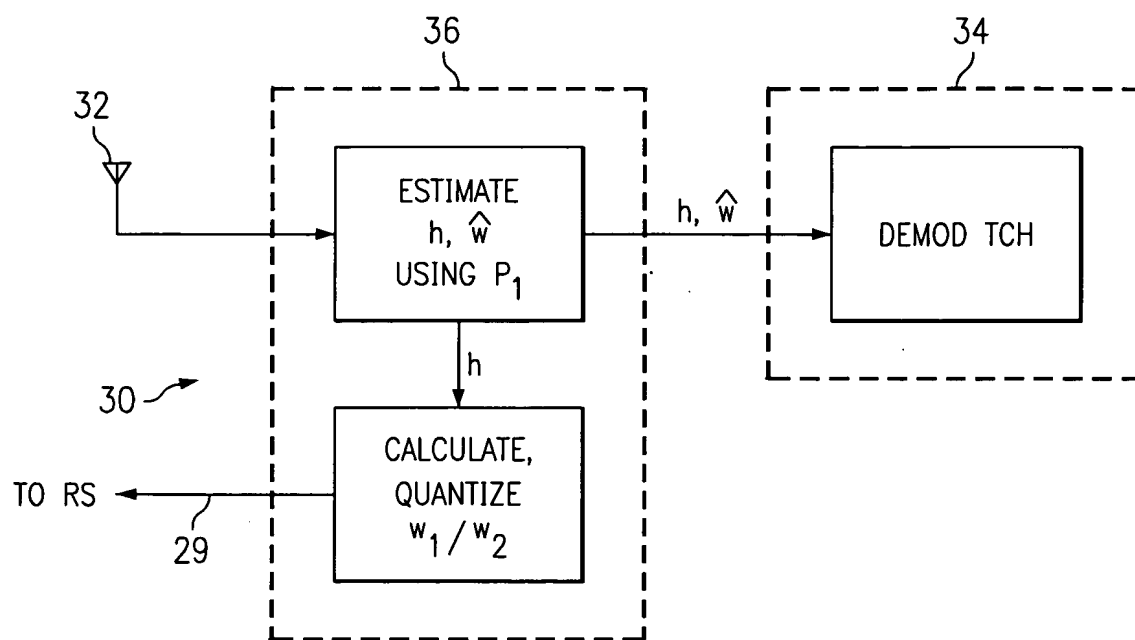 36
34
32
ESTIMATE
h, ŵ
USING P₁
h, ŵ
DEMOD TCH
h
30
CALCULATE,
QUANTIZE
w₁/w₂
TO RS
29